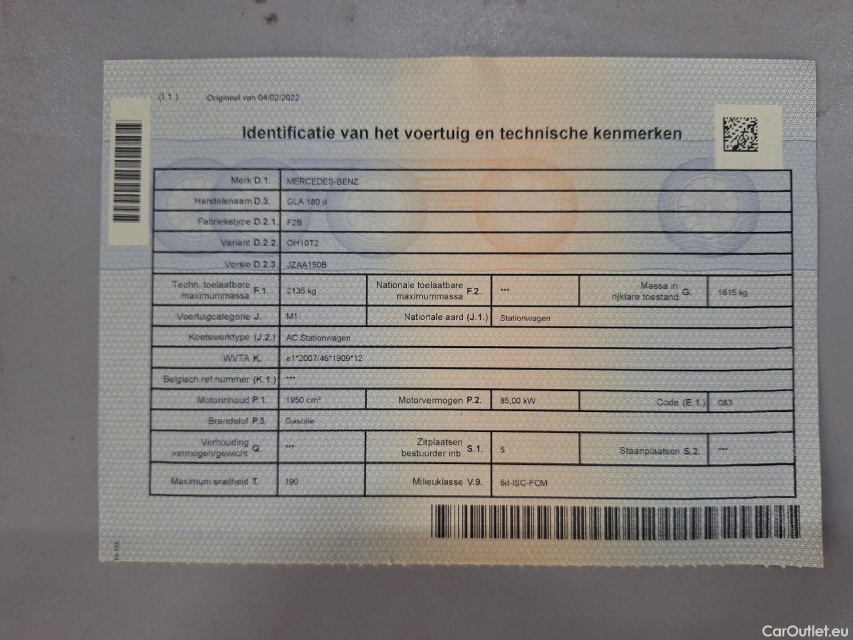 (I.1.) Origineel van 04/02/2022
Identificatie van het voertuig en technische kenmerken
Merk D.1. MERCEDES-BENZ
Handelsnaam D.3. GLA 180 d
Fabriekstype D.2.1. F2B
Variant D.2.2. OH10T2
Versie D.2.3. JZAA150B
Techn. toelaatbare maximummassa F.1. 2135 kg Nationale toelaatbare maximummassa F.2. *** Massa in rijklare toestand G. 1615 kg
Voertuigcategorie J. M1 Nationale aard (J.1.) Stationwagen
Koetswerktype (J.2.) AC Stationwagen
WVTA K. e1*2007/46*1909*12
Belgisch ref.nummer (K.1.) ***
Motorinhoud P.1. 1950 cm³ Motorvermogen P.2. 85,00 kW Code (E.1.) 083
Brandstof P.3. Gasolie
Verhouding vermogen/gewicht Q. *** Zitplaatsen bestuurder inb S.1. 5 Staanplaatsen S.2. ***
Maximum snelheid T. 190 Milieuklasse V.9. 6d-ISC-FCM
CarOutlet.eu